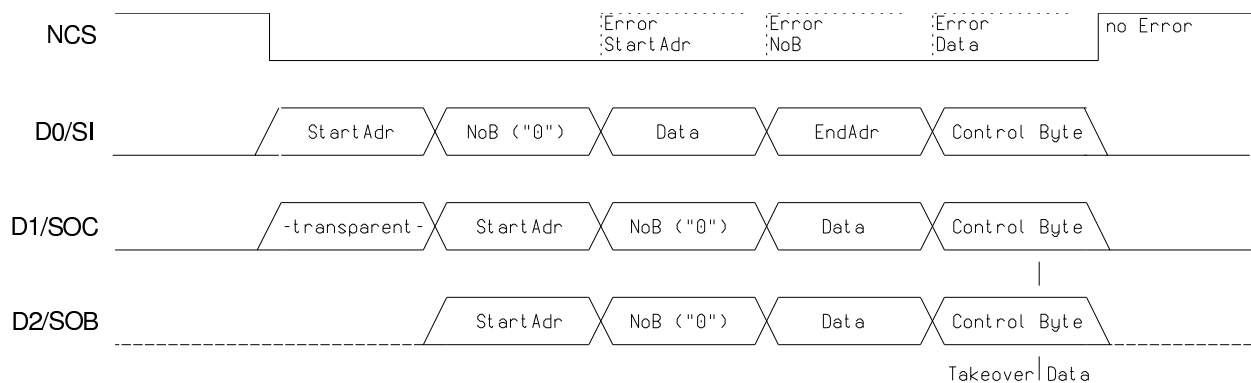 NCS
Error
StartAdr
Error
NoB
Error
Data
no Error
D0/SI
StartAdr
NoB ("0")
Data
EndAdr
Control Byte
D1/SOC
-transparent-
StartAdr
NoB ("0")
Data
Control Byte
D2/SOB
StartAdr
NoB ("0")
Data
Control Byte
Takeover Data